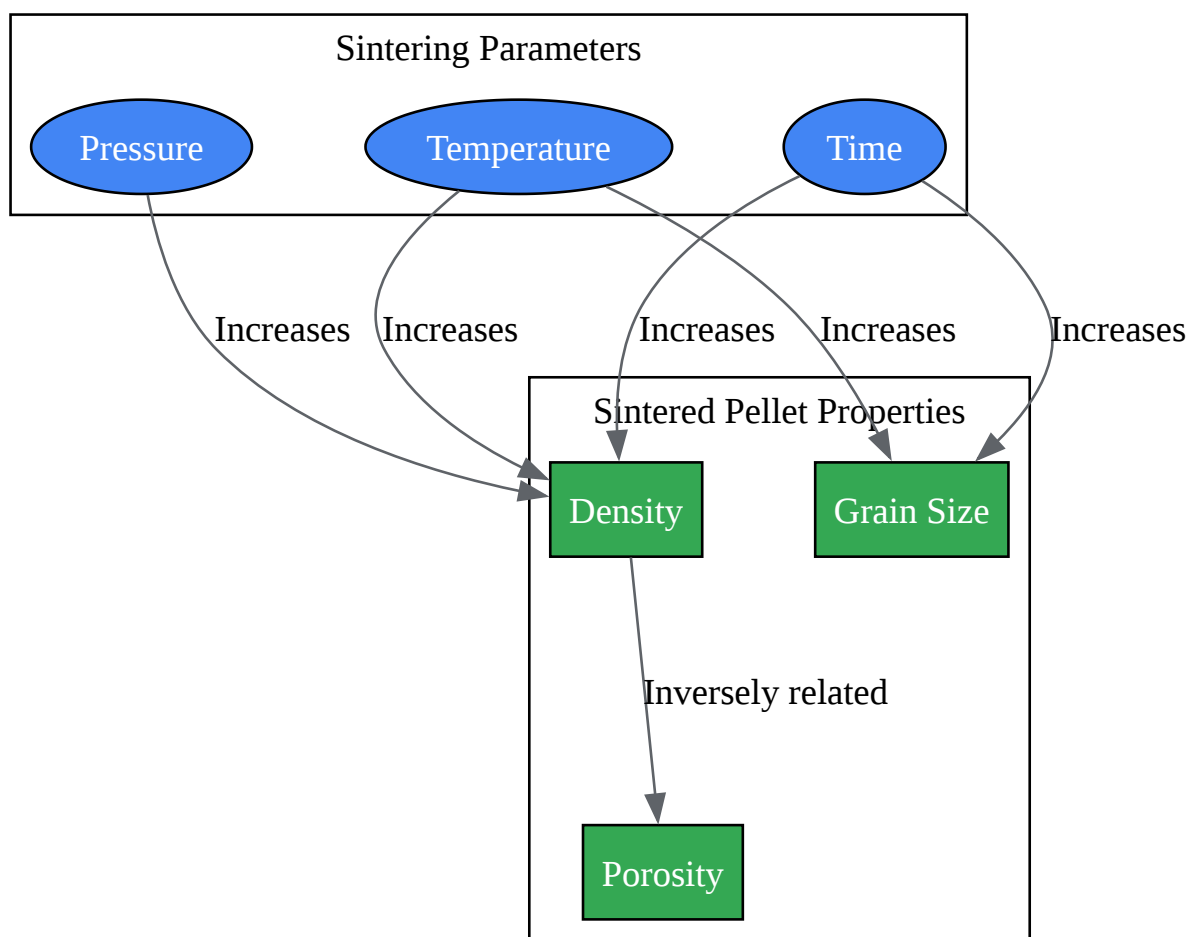 Sintering Parameters
Pressure
Temperature
Time
Increases
Increases
Increases
Increases
Increases
Sintered Pellet Properties
Density
Grain Size
Inversely related
Porosity